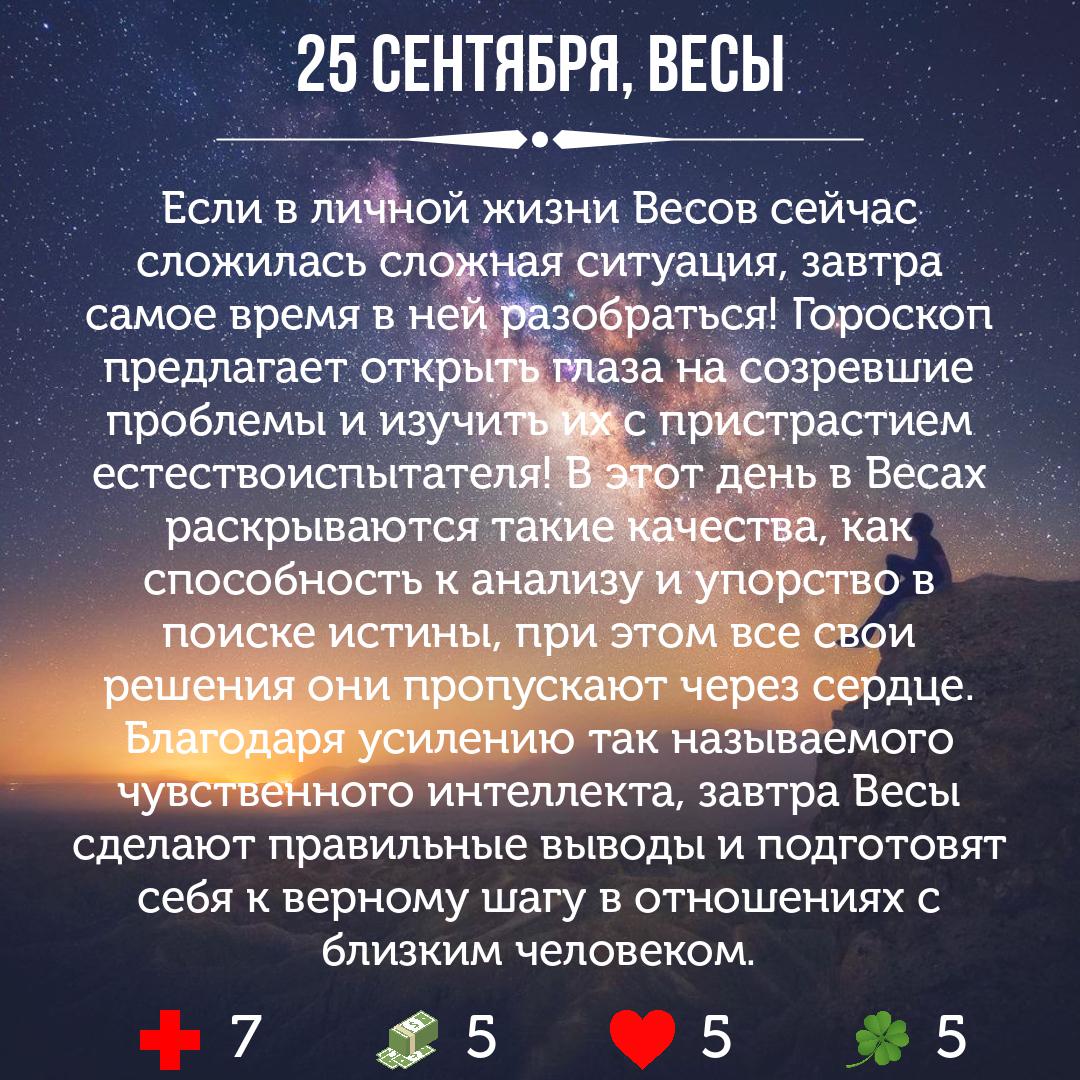 25 СЕНТЯБРЯ, ВЕСЫ
Если в личной жизни Весов сейчас
сложилась сложная ситуация, завтра
самое время в ней разобраться! Гороскоп
предлагает открыть глаза на созревшие
проблемы и изучить их с пристрастием
естествоиспытателя! В этот день в Весах
раскрываются такие качества, как
способность к анализу и упорство в
поиске истины, при этом все свои
решения они пропускают через сердце.
Благодаря усилению так называемого
чувственного интеллекта, завтра Весы
сделают правильные выводы и подготовят
себя к верному шагу в отношениях с
близким человеком.
7 5 5 5